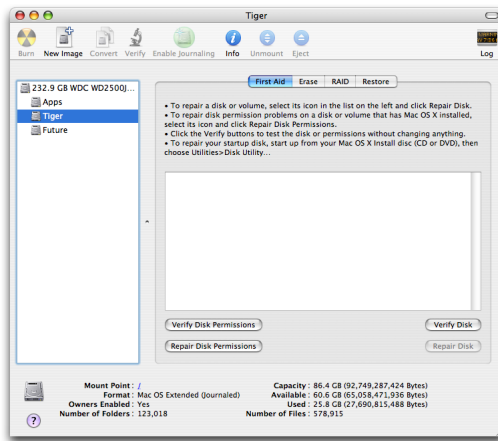 Tiger
Burn New Image Convert Verify Enable Journaling Info Unmount Eject Log
232.9 GB WDC WD2500J...
Apps
Tiger
Future
First Aid Erase RAID Restore
• To repair a disk or volume, select its icon in the list on the left and click Repair Disk.
• To repair disk permission problems on a disk or volume that has Mac OS X installed,
select its icon and click Repair Disk Permissions.
• Click the Verify buttons to test the disk or permissions without changing anything.
• To repair your startup disk, start up from your Mac OS X Install disc (CD or DVD), then
choose Utilities>Disk Utility...
Verify Disk Permissions Verify Disk
Repair Disk Permissions Repair Disk
Mount Point : / Capacity : 86.4 GB (92,749,287,424 Bytes)
Format : Mac OS Extended (Journaled) Available : 60.6 GB (65,058,471,936 Bytes)
Owners Enabled : Yes Used : 25.8 GB (27,690,815,488 Bytes)
Number of Folders : 123,018 Number of Files : 578,915
?